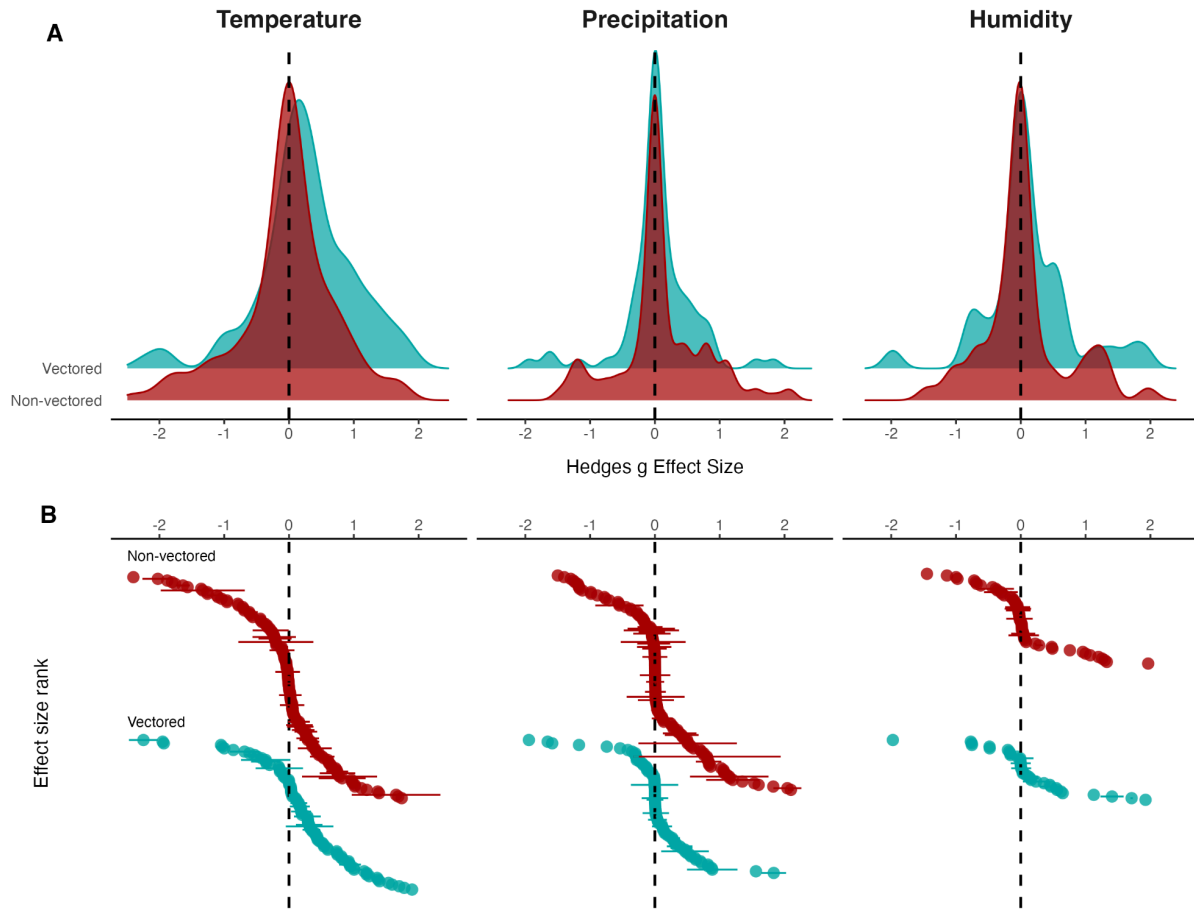 A
Temperature
Precipitation
Humidity
Vectored
Non-vectored
-2 -1 0 1 2
-2 -1 0 1 2
-2 -1 0 1 2
Hedges g Effect Size
B
-2 -1 0 1 2
-2 -1 0 1 2
-2 -1 0 1 2
Non-vectored
Vectored
Effect size rank